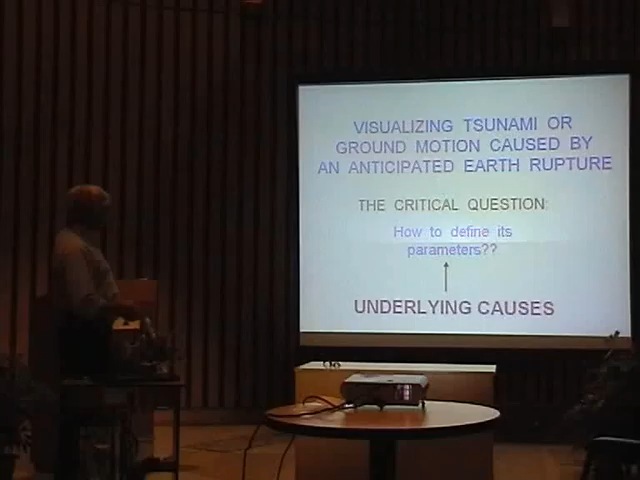 VISUALIZING TSUNAMI OR
GROUND MOTION CAUSED BY
AN ANTICIPATED EARTH RUPTURE
THE CRITICAL QUESTION:
How to define its
parameters??
UNDERLYING CAUSES